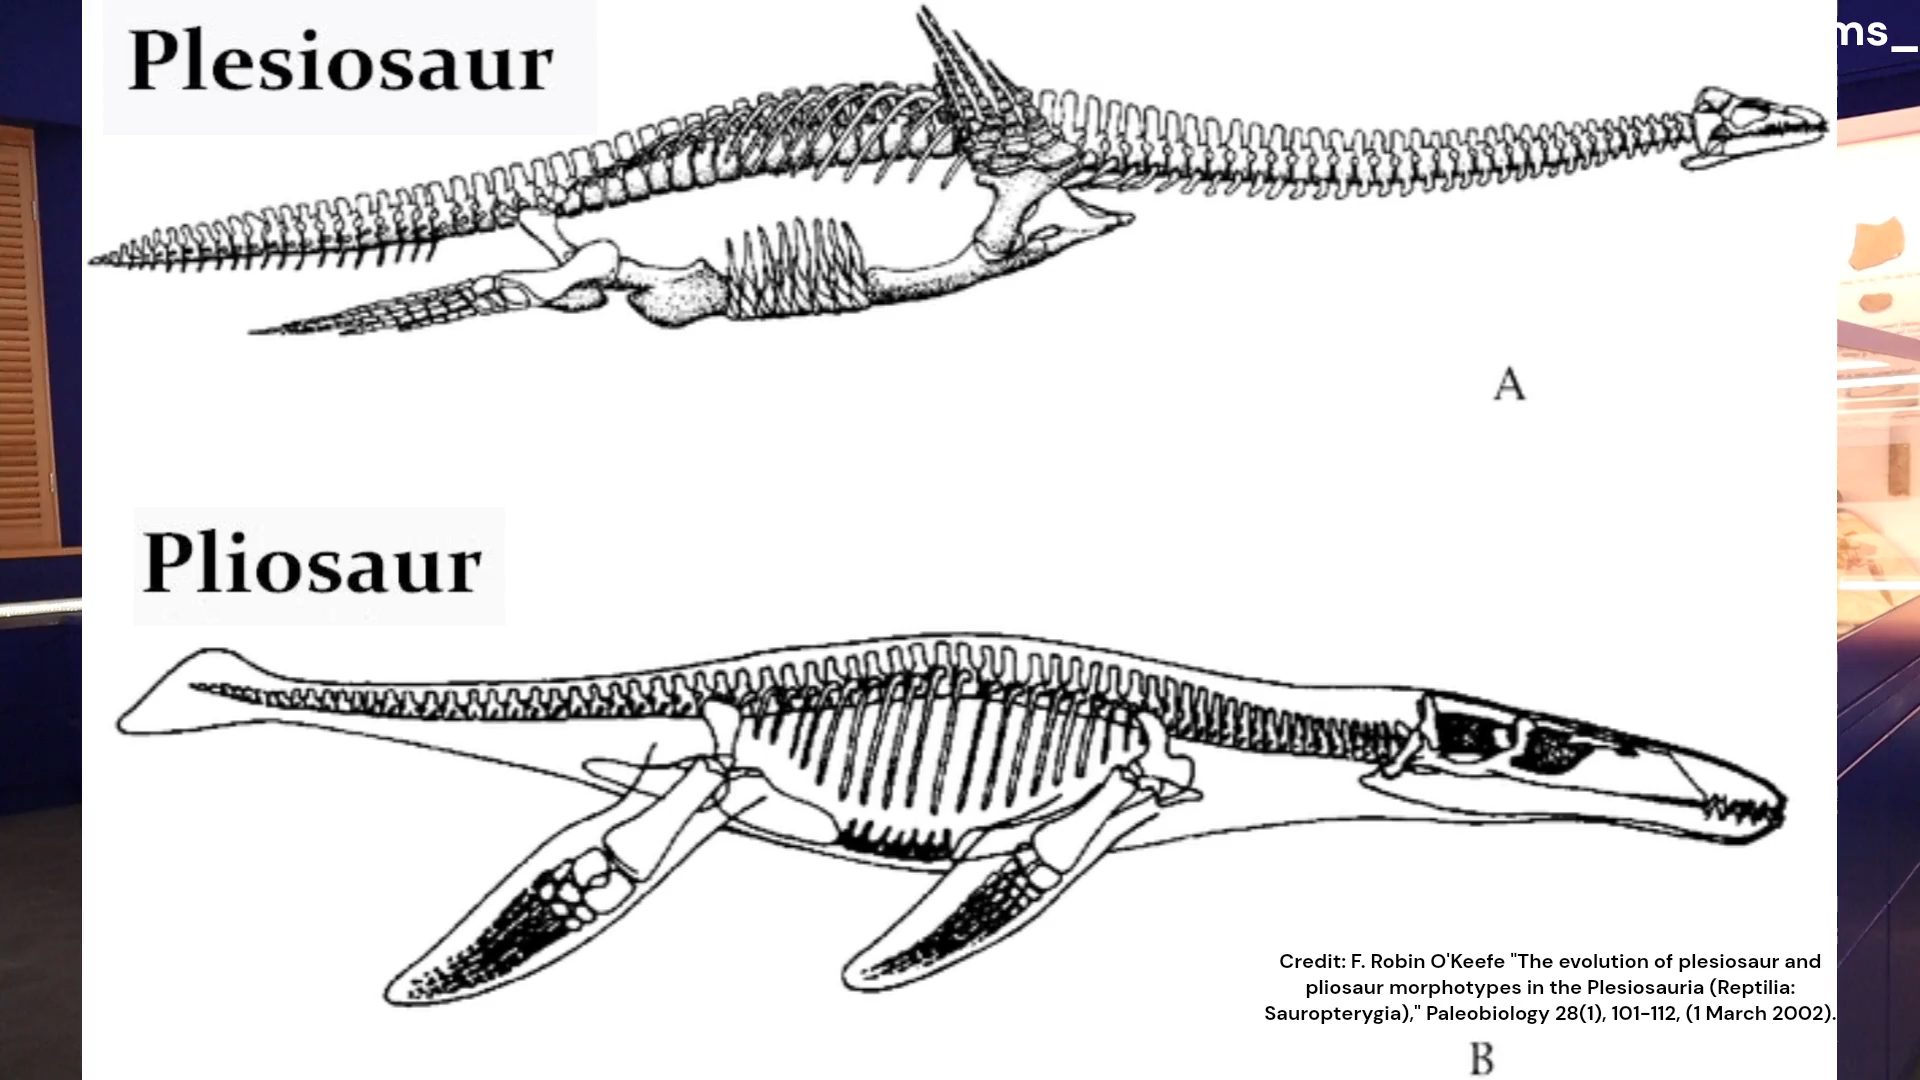 Plesiosaur
ms_
A
Pliosaur
Credit: F. Robin O'Keefe "The evolution of plesiosaur and
pliosaur morphotypes in the Plesiosauria (Reptilia:
Sauropterygia)," Paleobiology 28(1), 101-112, (1 March 2002).
B